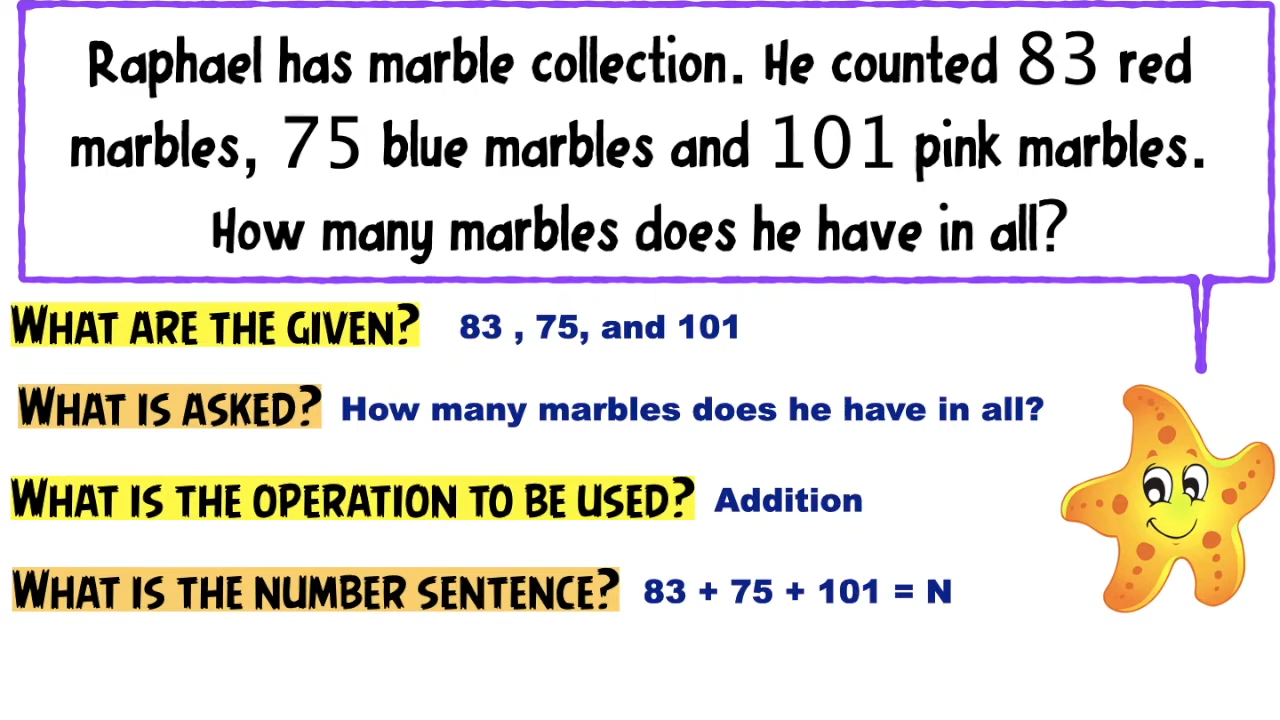 Raphael has marble collection. He counted 83 red
marbles, 75 blue marbles and 101 pink marbles.
How many marbles does he have in all?
WHAT ARE THE GIVEN? 83 , 75, and 101
WHAT IS ASKED? How many marbles does he have in all?
WHAT IS THE OPERATION TO BE USED? Addition
WHAT IS THE NUMBER SENTENCE? 83 + 75 + 101 = N